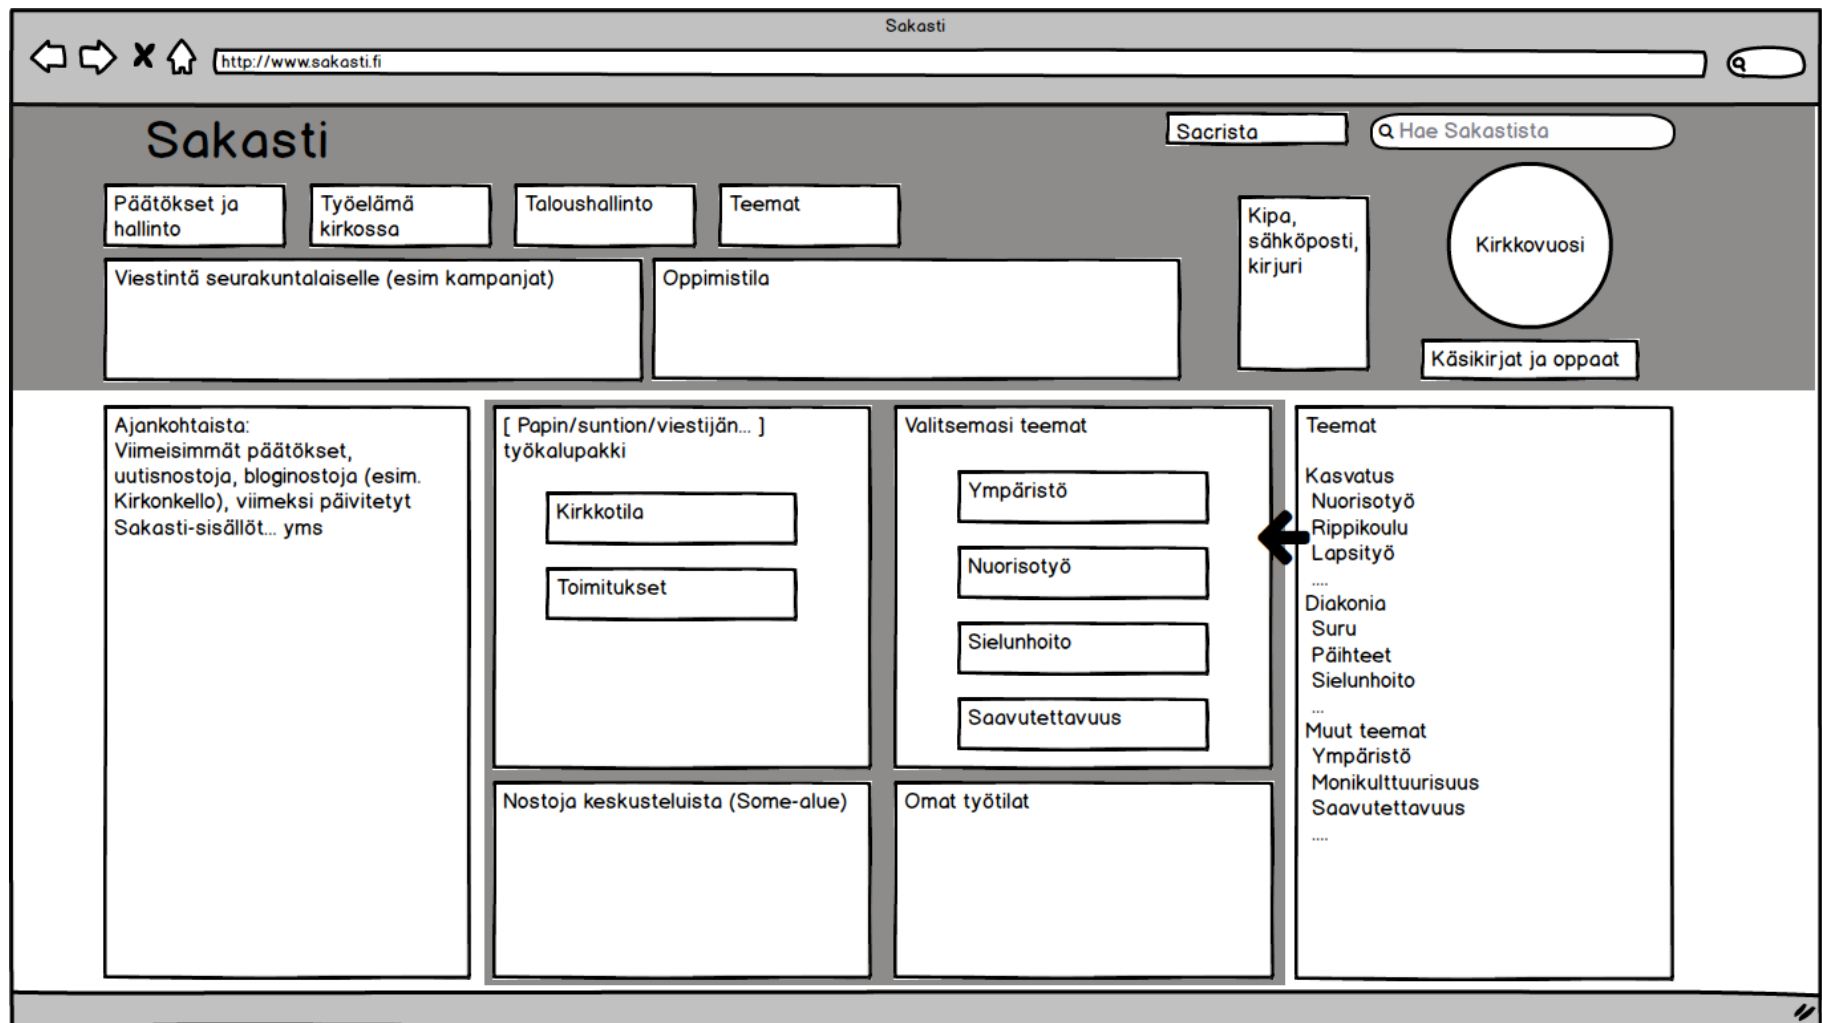 Sakasti
http://www.sakasti.fi
Sakasti
Sacrista
Hae Sakastista
Päätökset ja
hallinto
Työelämä
kirkossa
Taloushallinto
Teemat
Kipa,
sähköposti,
kirjuri
Kirkkovuosi
Viestintä seurakuntalaiselle (esim kampanjat)
Oppimistila
Käsikirjat ja oppaat
Ajankohtaista:
Viimeisimmät päätökset,
uutisnostoja, bloginostoja (esim.
Kirkonkello), viimeksi päivitetyt
Sakasti-sisällöt... yms
[ Papin/suntion/viestijän... ]
työkalupakki
Kirkkotila
Toimitukset
Valitsemasi teemat
Ympäristö
Nuorisotyö
Sielunhoito
Saavutettavuus
Teemat
Kasvatus
Nuorisotyö
Rippikoulu
Lapsityö
....
Diakonia
Suru
Päihteet
Sielunhoito
...
Muut teemat
Ympäristö
Monikulttuurisuus
Saavutettavuus
....
Nostoja keskusteluista (Some-alue)
Omat työtilat